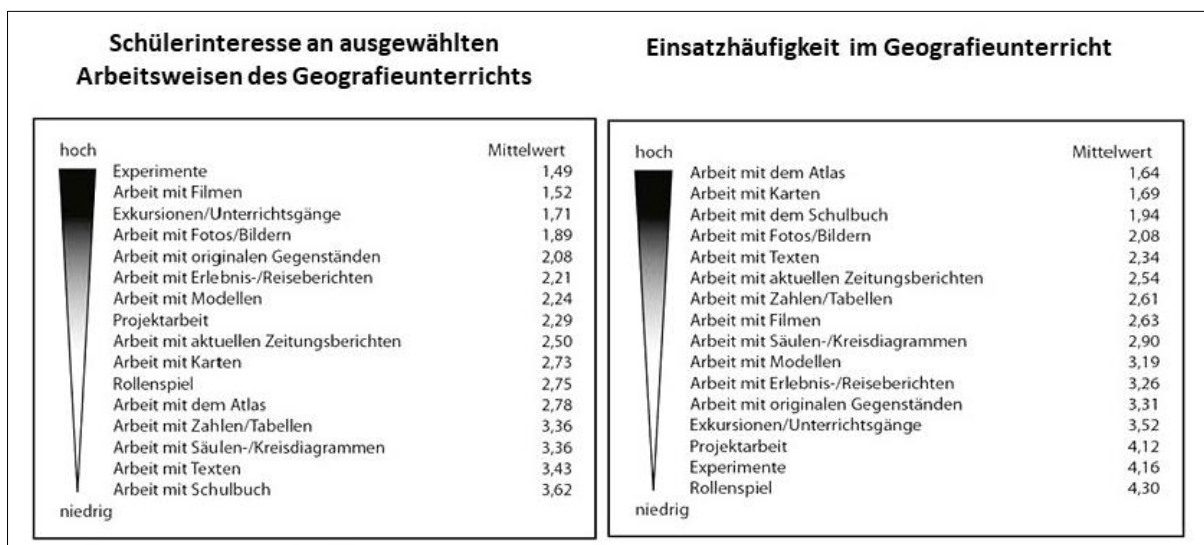 Schülerinteresse an ausgewählten
Arbeitsweisen des Geografieunterrichts
hoch Mittelwert
Experimente 1,49
Arbeit mit Filmen 1,52
Exkursionen/Unterrichtsgänge 1,71
Arbeit mit Fotos/Bildern 1,89
Arbeit mit originalen Gegenständen 2,08
Arbeit mit Erlebnis-/Reiseberichten 2,21
Arbeit mit Modellen 2,24
Projektarbeit 2,29
Arbeit mit aktuellen Zeitungsberichten 2,50
Arbeit mit Karten 2,73
Rollenspiel 2,75
Arbeit mit dem Atlas 2,78
Arbeit mit Zahlen/Tabellen 3,36
Arbeit mit Säulen-/Kreisdiagrammen 3,36
Arbeit mit Texten 3,43
Arbeit mit Schulbuch 3,62
niedrig
Einsatzhäufigkeit im Geografieunterricht
hoch Mittelwert
Arbeit mit dem Atlas 1,64
Arbeit mit Karten 1,69
Arbeit mit dem Schulbuch 1,94
Arbeit mit Fotos/Bildern 2,08
Arbeit mit Texten 2,34
Arbeit mit aktuellen Zeitungsberichten 2,54
Arbeit mit Zahlen/Tabellen 2,61
Arbeit mit Filmen 2,63
Arbeit mit Säulen-/Kreisdiagrammen 2,90
Arbeit mit Modellen 3,19
Arbeit mit Erlebnis-/Reiseberichten 3,26
Arbeit mit originalen Gegenständen 3,31
Exkursionen/Unterrichtsgänge 3,52
Projektarbeit 4,12
Experimente 4,16
Rollenspiel 4,30
niedrig